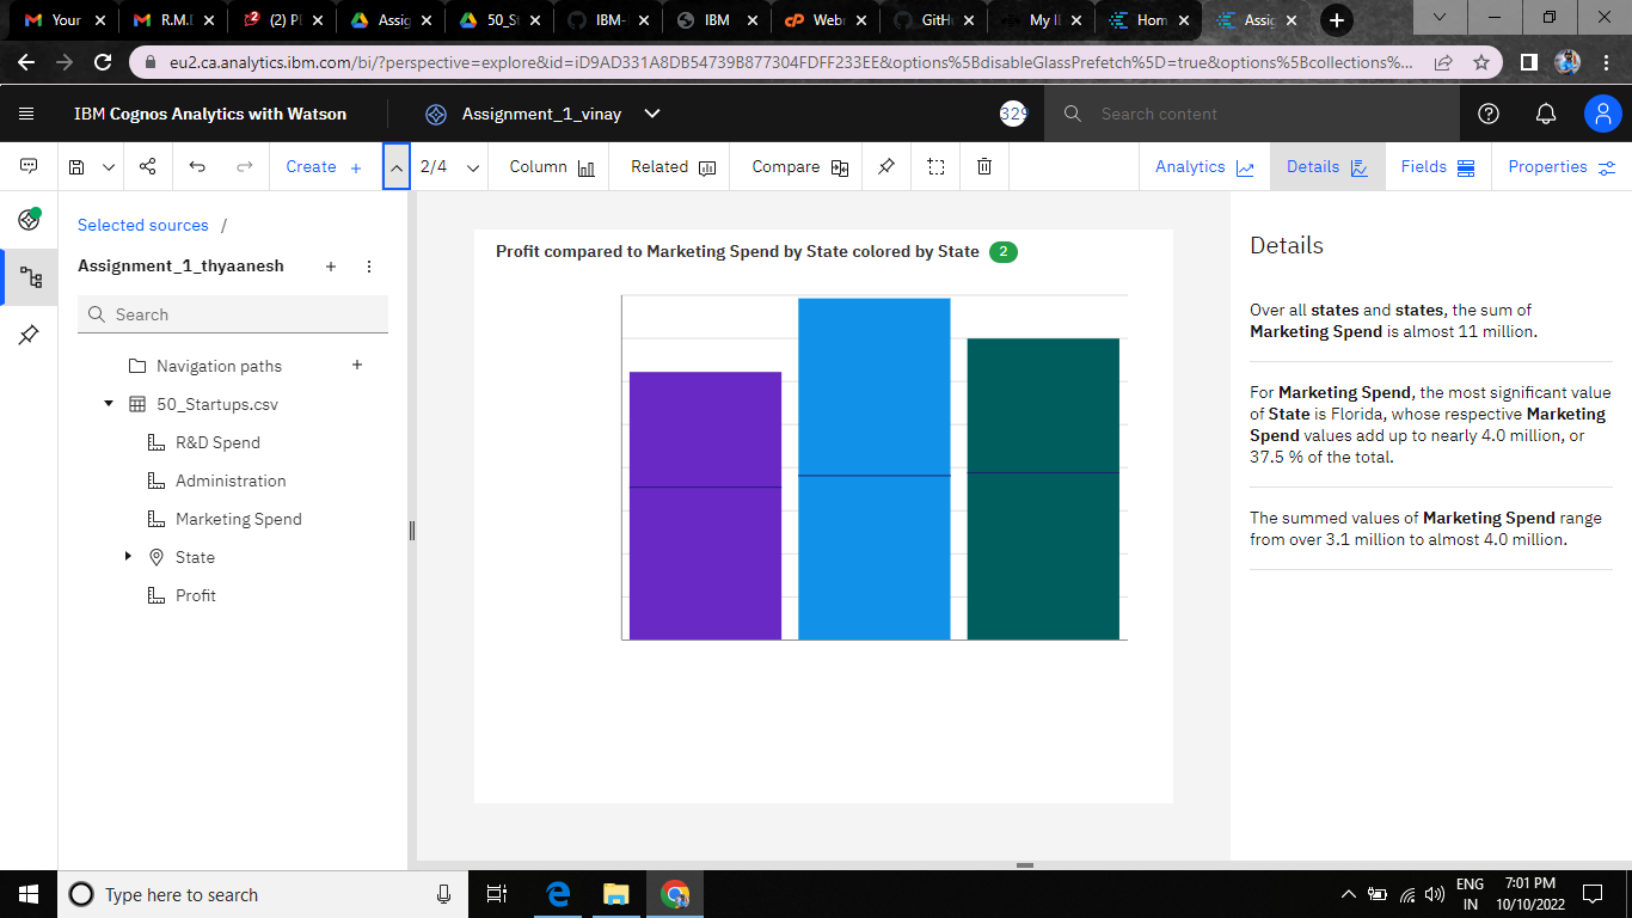 Your
R.M.
(2) P
Assig
50_St
IBM-
IBM
Webr
GitH
My I
Hom
Assig
eu2.ca.analytics.ibm.com/bi/?perspective=explore&id=iD9AD331A8DB54739B877304FDFF233EE&options%5BdisableGlassPrefetch%5D=true&options%5Bcollections%...
IBM Cognos Analytics with Watson
Assignment_1_vinay
329
Search content
Create +
2/4
Column
Related
Compare
Analytics
Details
Fields
Properties
Selected sources /
Assignment_1_thyaanesh
Search
Navigation paths
50_Startups.csv
R&D Spend
Administration
Marketing Spend
State
Profit
Profit compared to Marketing Spend by State colored by State 2
Details
Over all states and states, the sum of
Marketing Spend is almost 11 million.
For Marketing Spend, the most significant value
of State is Florida, whose respective Marketing
Spend values add up to nearly 4.0 million, or
37.5 % of the total.
The summed values of Marketing Spend range
from over 3.1 million to almost 4.0 million.
Type here to search
ENG
IN
7:01 PM
10/10/2022